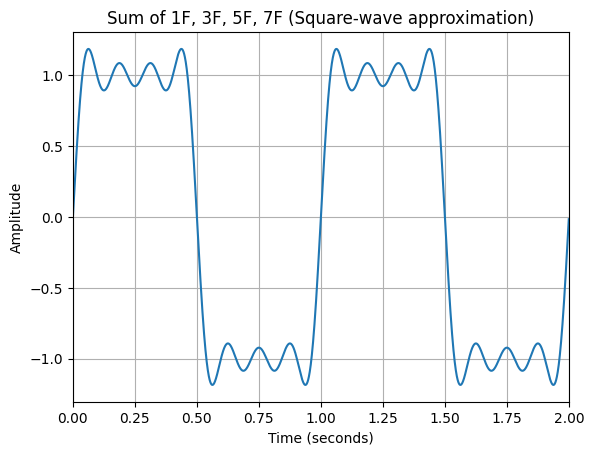 Sum of 1F, 3F, 5F, 7F (Square-wave approximation)
1.0
0.5
0.0
−0.5
−1.0
Amplitude
0.00 0.25 0.50 0.75 1.00 1.25 1.50 1.75 2.00
Time (seconds)